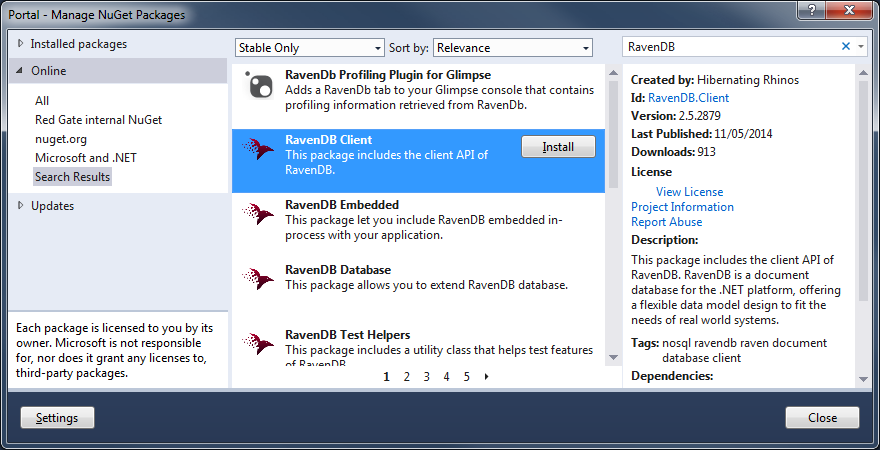 Portal - Manage NuGet Packages
Installed packages
Online
All
Red Gate internal NuGet
nuget.org
Microsoft and .NET
Search Results
Updates
Each package is licensed to you by its
owner. Microsoft is not responsible
for, nor does it grant any licenses to,
third-party packages.
Stable Only
Sort by:
Relevance
RavenDb Profiling Plugin for Glimpse
Adds a RavenDb tab to your Glimpse console that contains
profiling information retrieved from RavenDb.
RavenDB Client
This package includes the client API of
RavenDB.
Install
RavenDB Embedded
This package let you include RavenDB embedded in-
process with your application.
RavenDB Database
This package allows you to extend RavenDB database.
RavenDB Test Helpers
This package includes a utility class that helps test features
of RavenDB.
1 2 3 4 5
RavenDB
Created by: Hibernating Rhinos
Id: RavenDB.Client
Version: 2.5.2879
Last Published: 11/05/2014
Downloads: 913
License
View License
Project Information
Report Abuse
Description:
This package includes the client API of
RavenDB. RavenDB is a document
database for the .NET platform, offering
a flexible data model design to fit the
needs of real world systems.
Tags: nosql ravendb raven document
database client
Dependencies:
Settings
Close